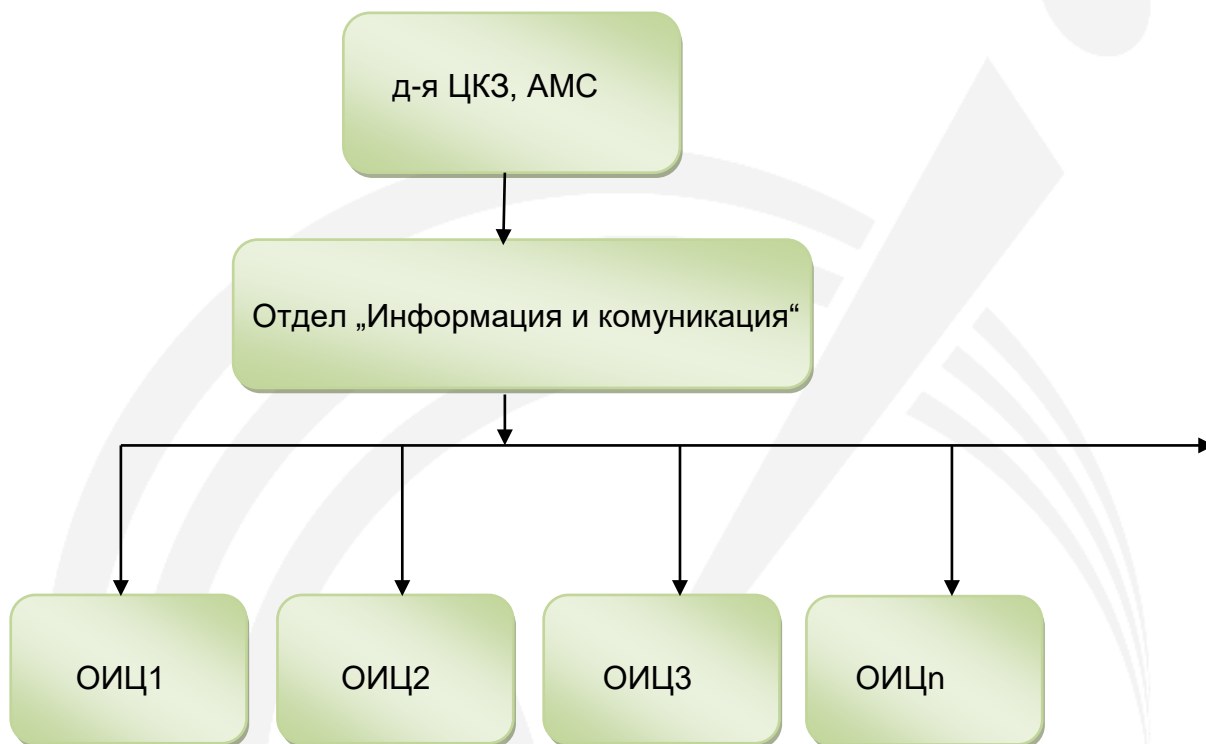 д-я ЦКЗ, АМС
Отдел „Информация и комуникация“
ОИЦ1
ОИЦ2
ОИЦ3
ОИЦn